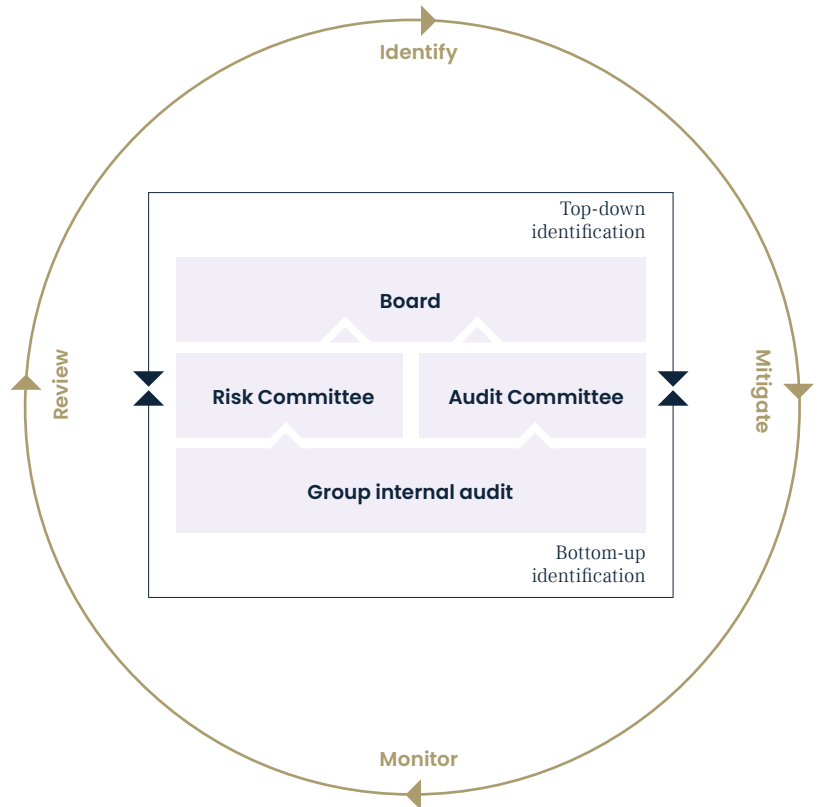 Identify
Top-down
identification
Board
Review
Risk Committee
Audit Committee
Mitigate
Group internal audit
Bottom-up
identification
Monitor